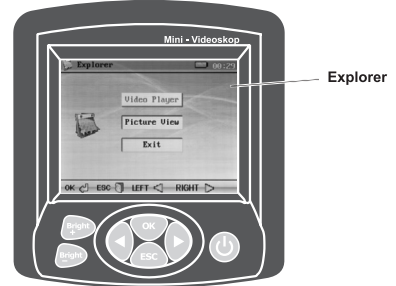 Mini - Videoskop
Explorer 00:29
Explorer
Video Player
Picture View
Exit
OK ESC LEFT RIGHT
Bright
+
OK
Bright
-
ESC